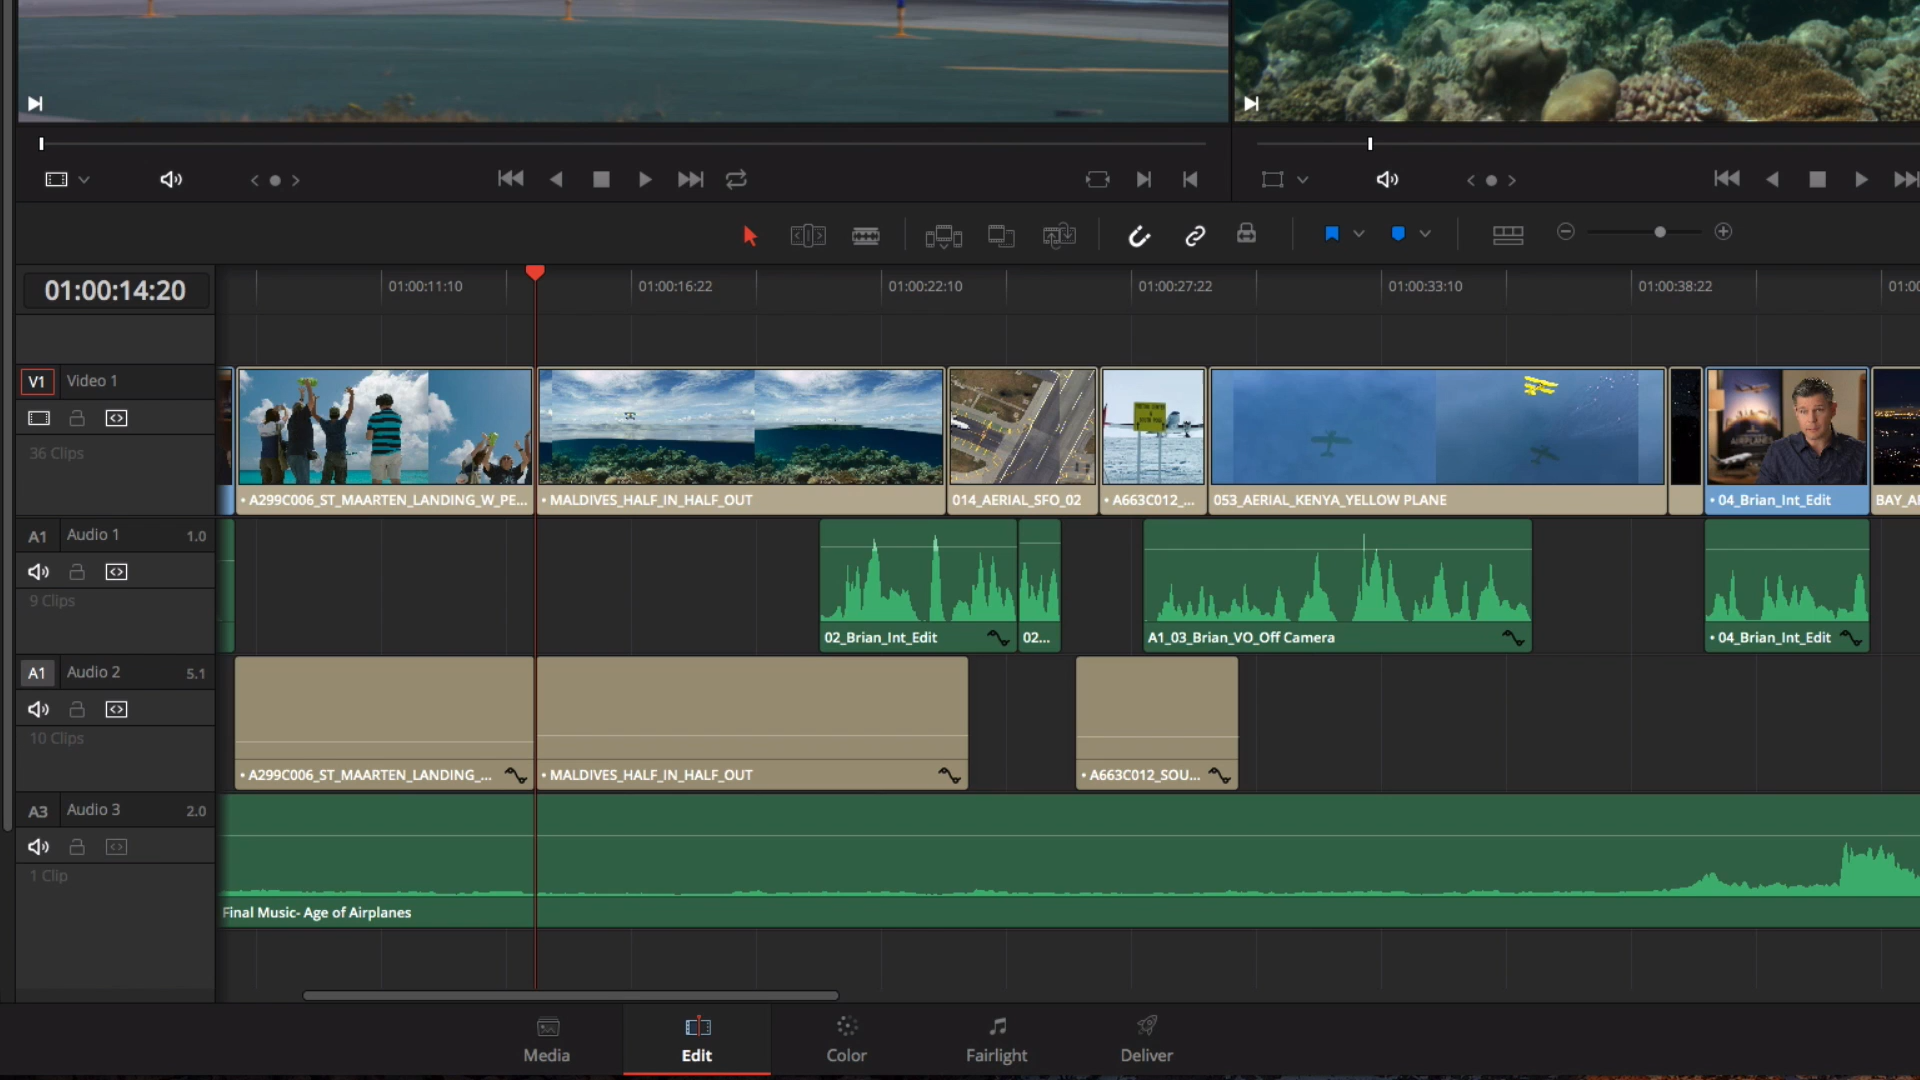 01:00:14:20
01:00:11:10
01:00:16:22
01:00:22:10
01:00:27:22
01:00:33:10
01:00:38:22
01:00
V1 Video 1
36 Clips
• A299C006_ST_MAARTEN_LANDING_W_PE...
• MALDIVES_HALF_IN_HALF_OUT
014_AERIAL_SFO_02
• A663C012_...
053_AERIAL_KENYA_YELLOW PLANE
• 04_Brian_Int_Edit
BAY_A
A1 Audio 1 1.0
9 Clips
02_Brian_Int_Edit
02...
A1_03_Brian_VO_Off Camera
• 04_Brian_Int_Edit
A1 Audio 2 5.1
10 Clips
• A299C006_ST_MAARTEN_LANDING_...
• MALDIVES_HALF_IN_HALF_OUT
• A663C012_SOU...
A3 Audio 3 2.0
1 Clip
Final Music- Age of Airplanes
Media
Edit
Color
Fairlight
Deliver